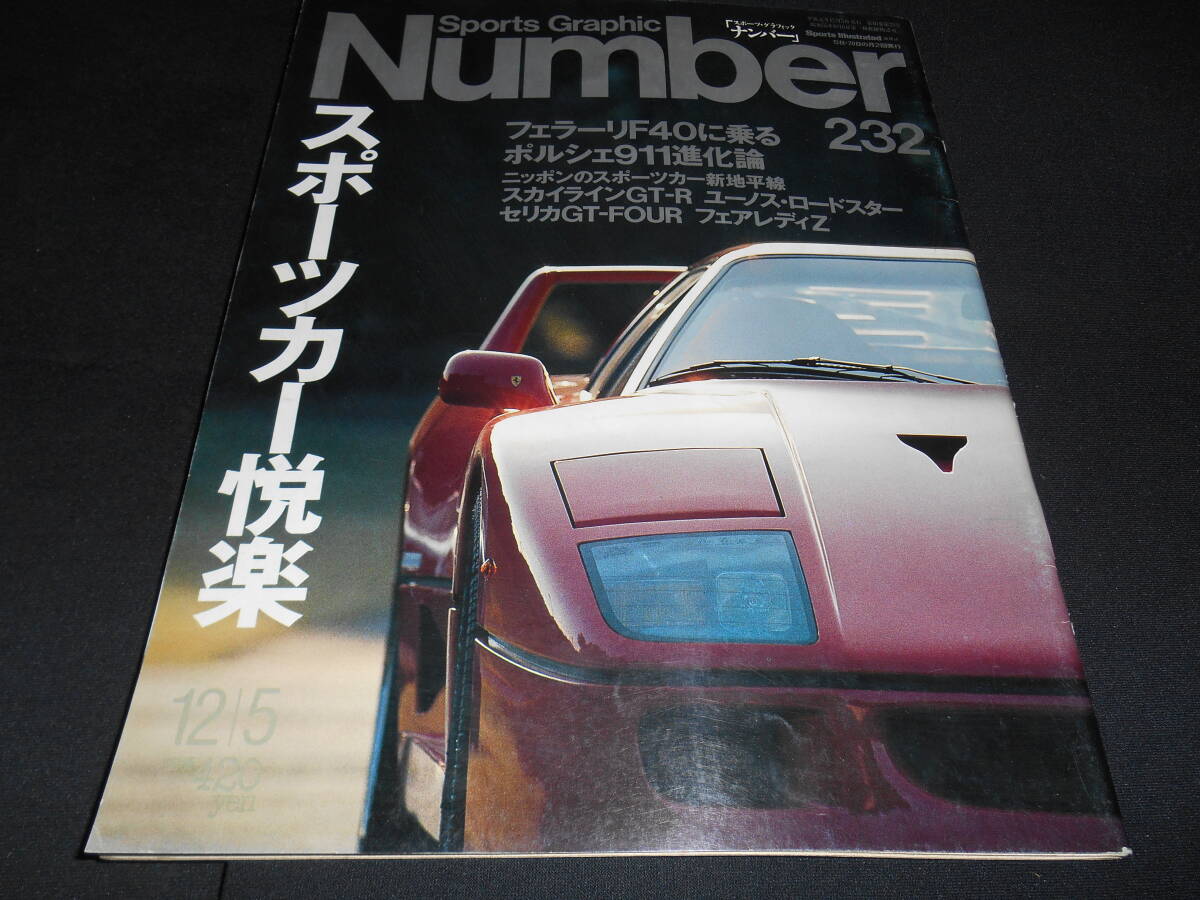 Sports Graphic
「スポーツ・グラフィック
ナンバー」
Sports Illustrated
Number
232
フェラーリF40に乗る
ポルシェ911進化論
ニッポンのスポーツカー新地平線
スカイラインGT-R ユーノス・ロードスター
セリカGT-FOUR フェアレディZ
スポーツカー悦楽
12/5
420
yen